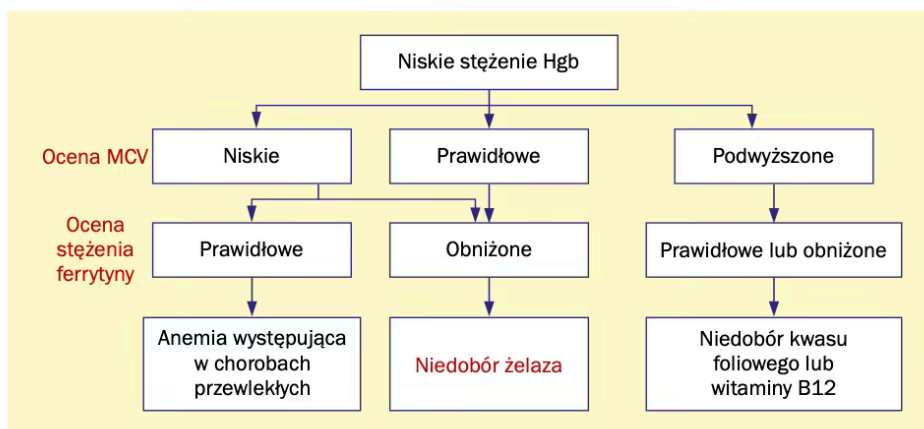 Niskie stężenie Hgb
Ocena MCV
Niskie
Prawidłowe
Podwyższone
Ocena
stężenia
ferrytyny
Prawidłowe
Obniżone
Prawidłowe lub obniżone
Anemia występująca
w chorobach
przewlekłych
Niedobór żelaza
Niedobór kwasu
foliowego lub
witaminy B12